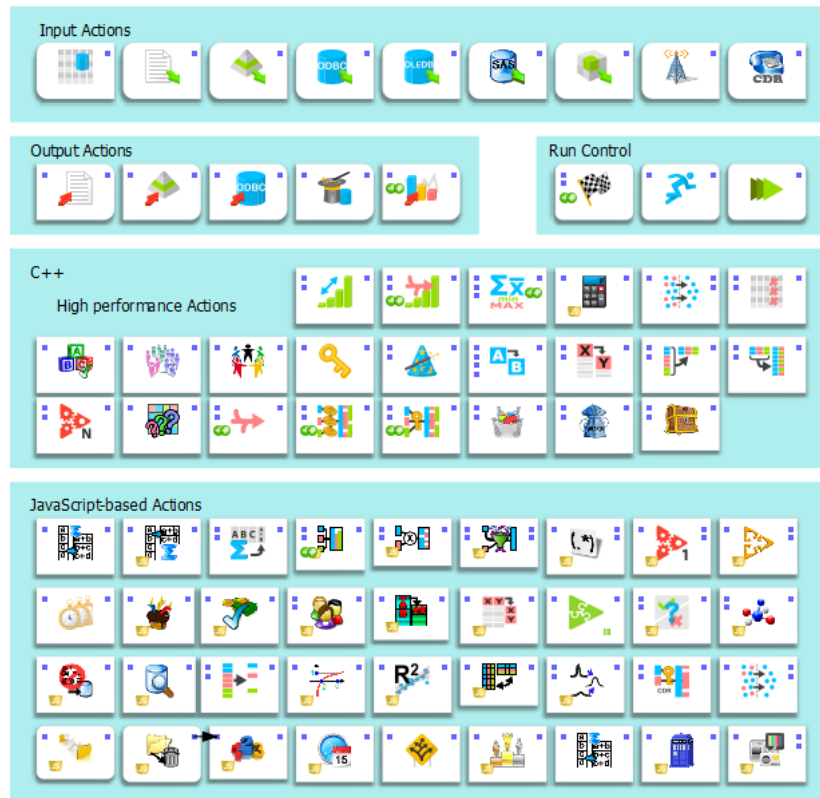 Input Actions
ODBC
OLEDB
SAS
CDR
Output Actions
Run Control
ODBC
C++
High performance Actions
Σx
min
MAX
A
B C
A
B
X
Y
N
???
JavaScript-based Actions
A B C
Σ
(x)
(.*)
1
X Y
X
Y
?
R²
CDR
15